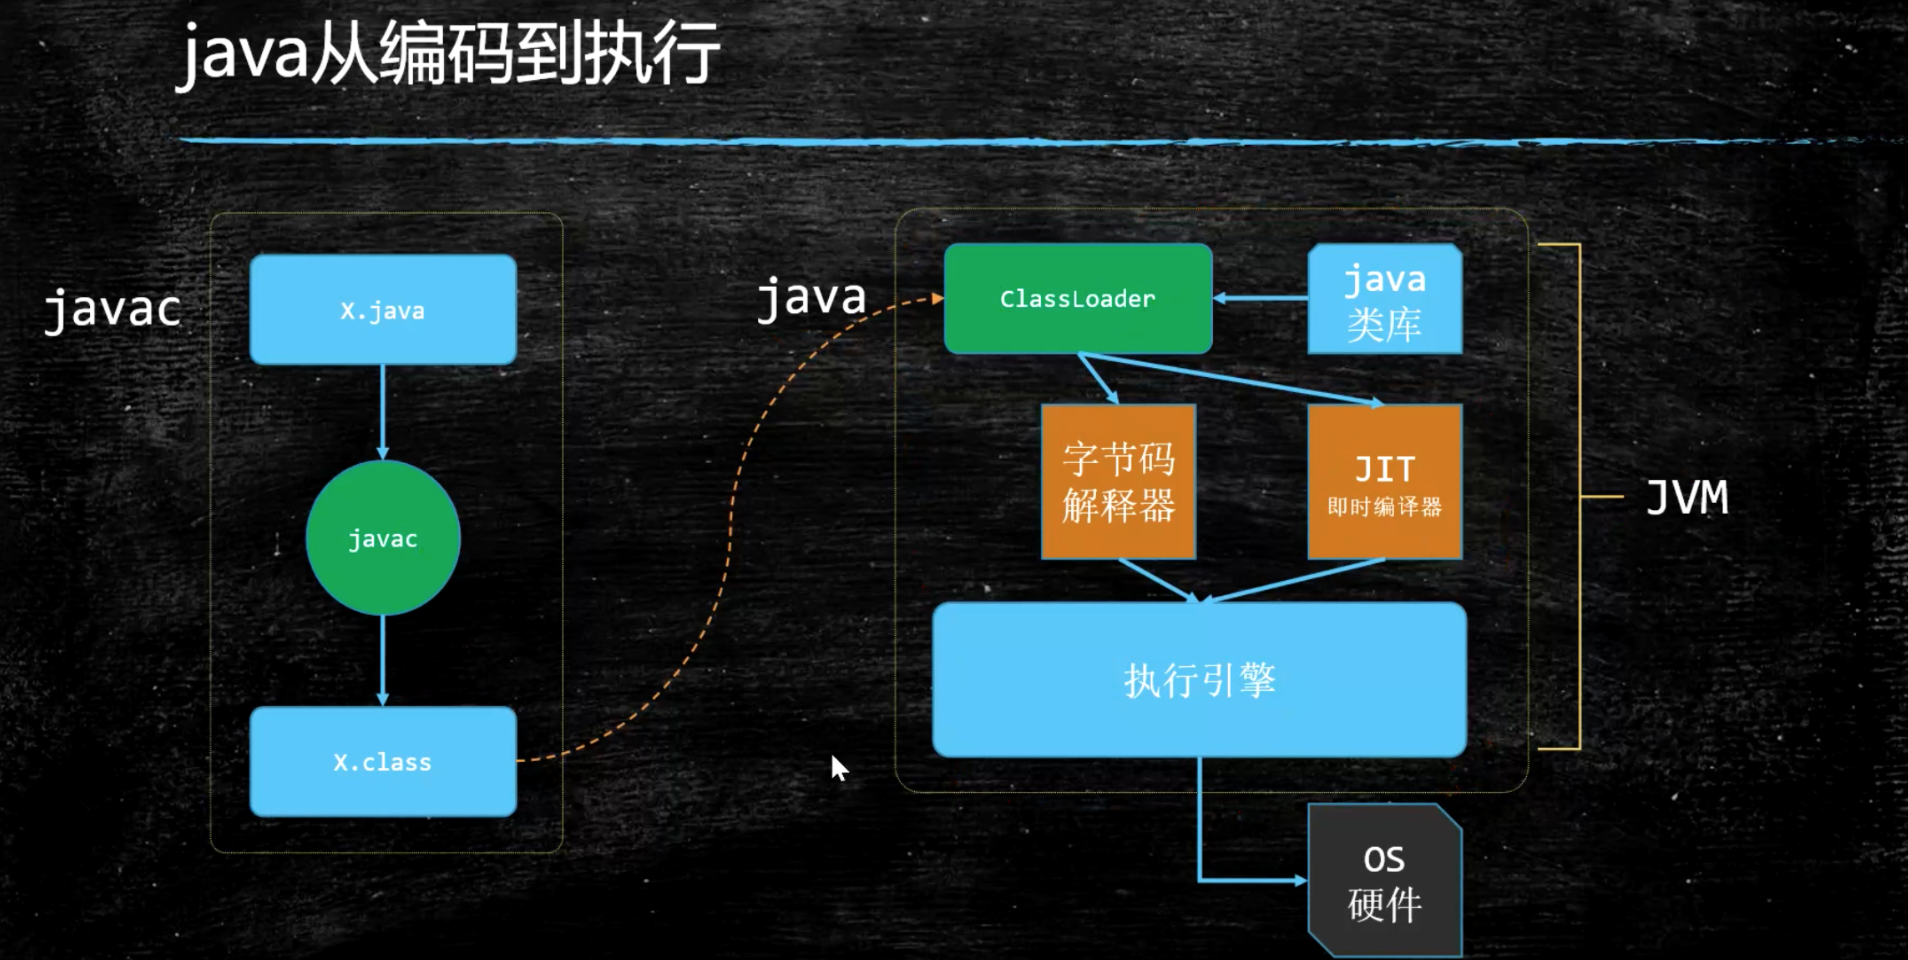 java从编码到执行
javac
X.java
javac
X.class
java
ClassLoader
java
类库
字节码
解释器
JIT
即时编译器
执行引擎
JVM
OS
硬件